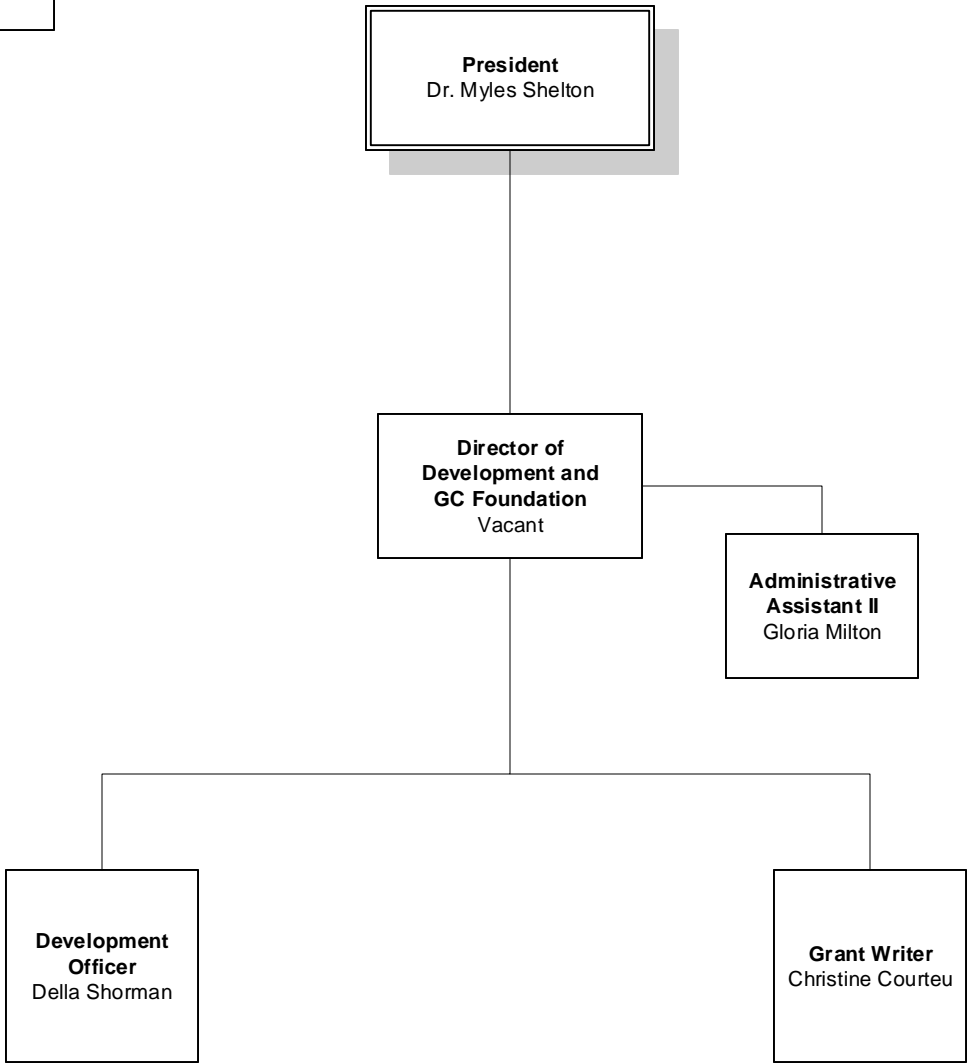 President
Dr. Myles Shelton
Director of
Development and
GC Foundation
Vacant
Administrative
Assistant II
Gloria Milton
Development
Officer
Della Shorman
Grant Writer
Christine Courteu